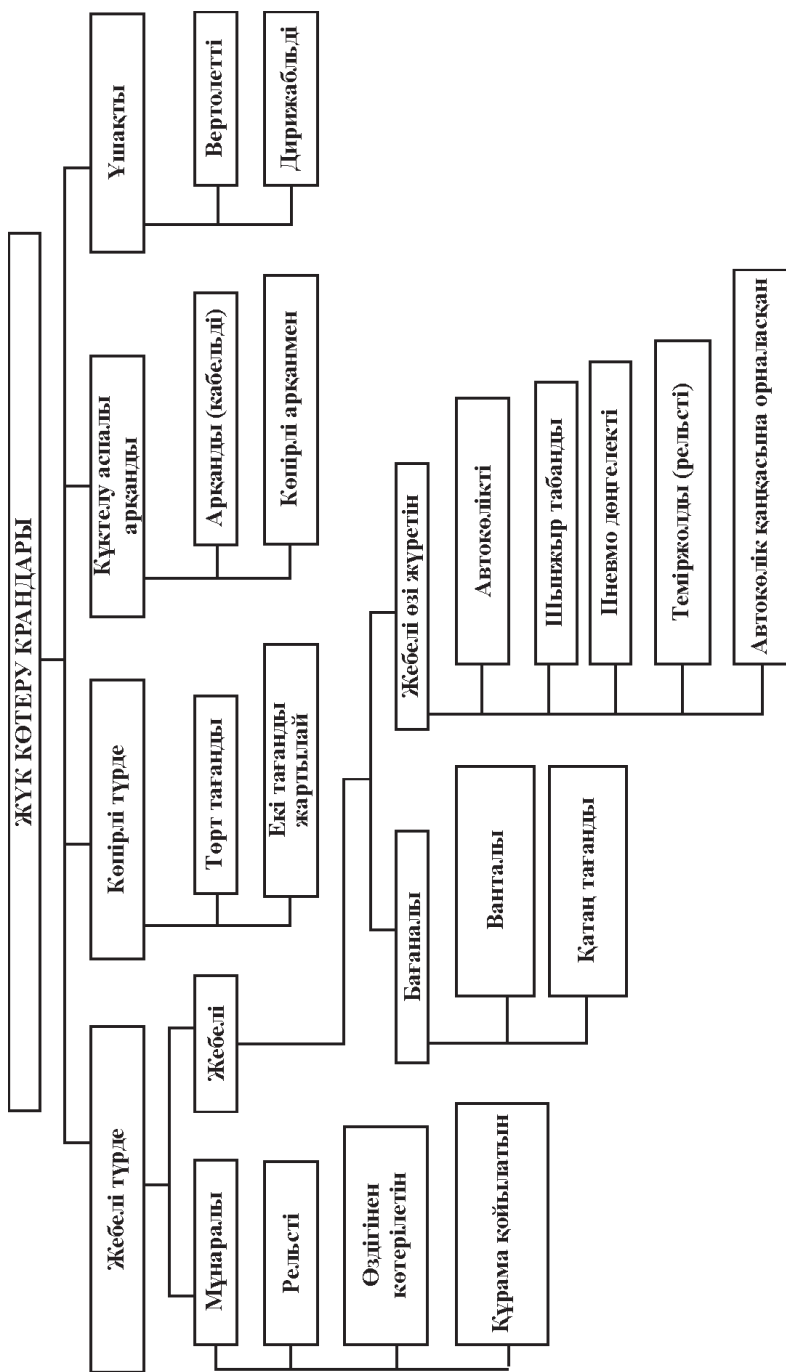 ЖҮК КӨТЕРУ КРАНДАРЫ
Жебелі түрде
Көпірлі түрде
Күктелу аспалы
арқанды
Ұшақты
Мұнаралы
Рельсті
Өздігінен
көтерілетін
Құрама қойылатын
Жебелі
Төрт тағанды
Екі тағанды
жартылай
Арқанды (кабельді)
Көпірлі арқанмен
Вертолетті
Дирижабльді
Бағаналы
Ванталы
Қатаң тағанды
Жебелі өзі жүретін
Автокөлікті
Шынжыр табанды
Пневмо дөңгелекті
Теміржолды (рельсті)
Автокөлік қаңқасына орналасқан